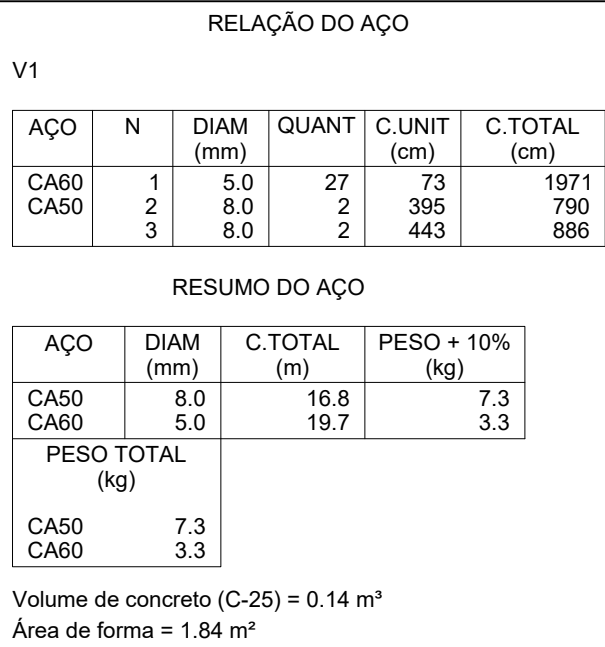 RELAÇÃO DO AÇO
V1
AÇO N DIAM QUANT C.UNIT C.TOTAL
(mm) (cm) (cm)
CA60 1 5.0 27 73 1971
CA50 2 8.0 2 395 790
3 8.0 2 443 886
RESUMO DO AÇO
AÇO DIAM C.TOTAL PESO + 10%
(mm) (m) (kg)
CA50 8.0 16.8 7.3
CA60 5.0 19.7 3.3
PESO TOTAL
(kg)
CA50 7.3
CA60 3.3
Volume de concreto (C-25) = 0.14 m³
Área de forma = 1.84 m²